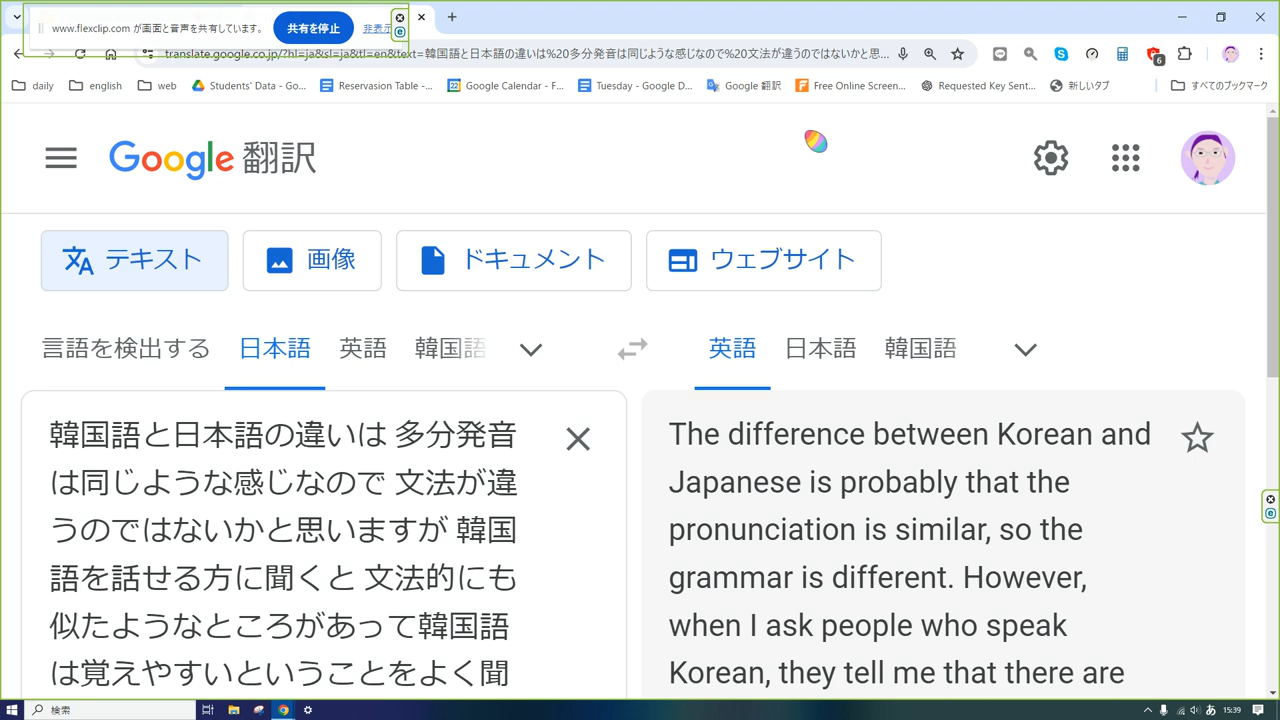 www.flexclip.com が画面と音声を共有しています。
共有を停止
非表示
translate.google.co.jp/?hl=ja&sl=ja&tl=en&text=韓国語と日本語の違いは%20多分発音は同じような感じなので%20文法が違うのではないかと思...
daily
english
web
Students' Data - Go...
Reservasion Table -...
Google Calendar - F...
Tuesday - Google D...
Google 翻訳
Free Online Screen...
Requested Key Sent...
新しいタブ
すべてのブックマーク
Google 翻訳
テキスト
画像
ドキュメント
ウェブサイト
言語を検出する
日本語
英語
韓国語
英語
日本語
韓国語
韓国語と日本語の違いは 多分発音
は同じような感じなので 文法が違
うのではないかと思いますが 韓国
語を話せる方に聞くと 文法的にも
似たようなところがあって韓国語
は覚えやすいということをよく聞
The difference between Korean and
Japanese is probably that the
pronunciation is similar, so the
grammar is different. However,
when I ask people who speak
Korean, they tell me that there are
検索
あ
15:39